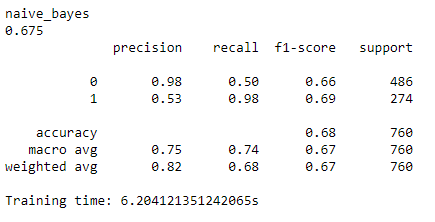 naive_bayes
0.675
precision recall f1-score support
0 0.98 0.50 0.66 486
1 0.53 0.98 0.69 274
accuracy 0.68 760
macro avg 0.75 0.74 0.67 760
weighted avg 0.82 0.68 0.67 760
Training time: 6.204121351242065s